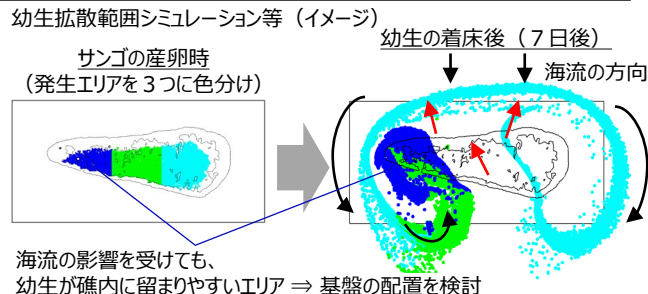 幼生拡散範囲シミュレーション等（イメージ）
サンゴの産卵時
（発生エリアを３つに色分け）
幼生の着床後（７日後）
海流の方向
海流の影響を受けても、
幼生が礁内に留まりやすいエリア ⇒ 基盤の配置を検討